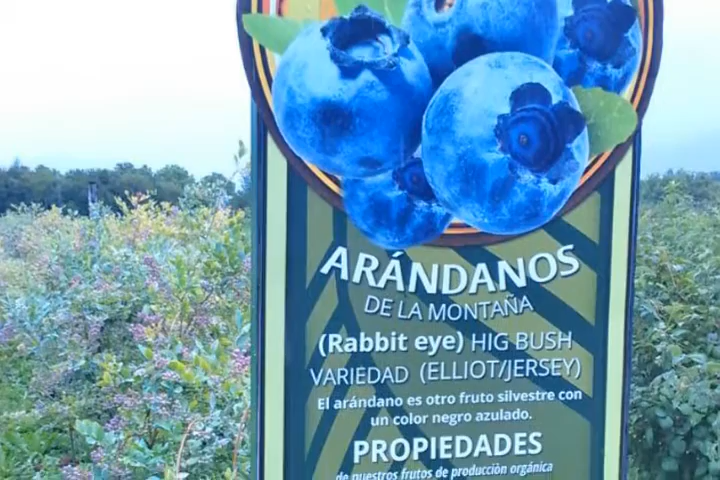 ARÁNDANOS
DE LA MONTAÑA
(Rabbit eye) HIG BUSH
VARIEDAD (ELLIOT/JERSEY)
El arándano es otro fruto silvestre con
un color negro azulado.
PROPIEDADES
de nuestros frutos de producciòn orgánica